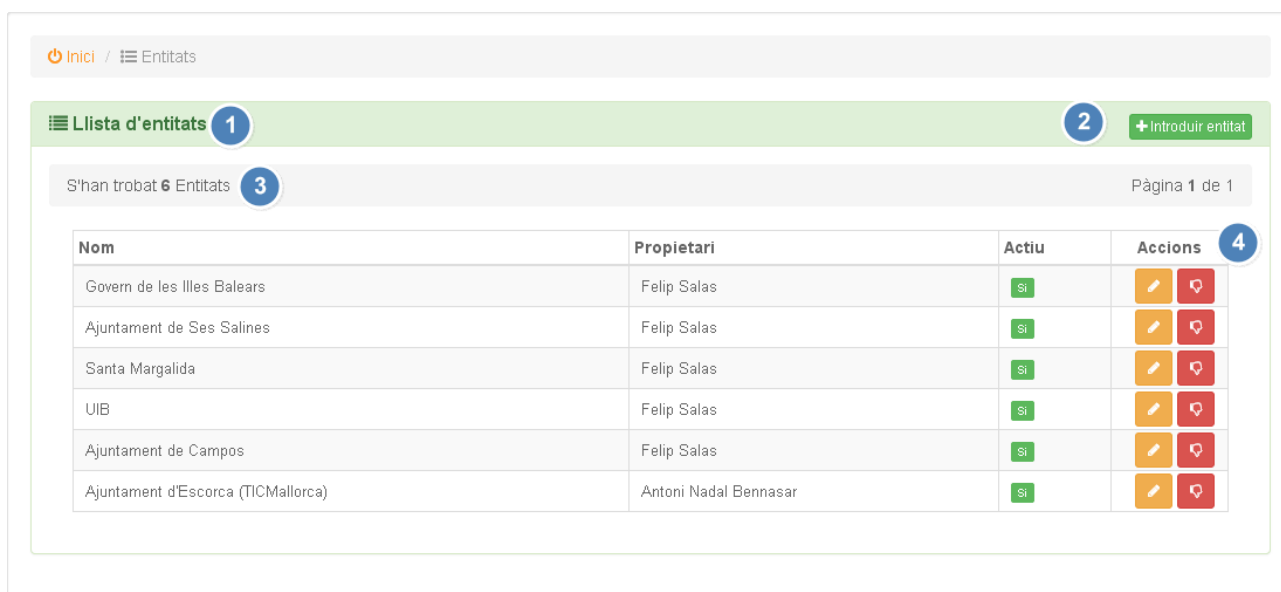 Inici / Entitats
Llista d'entitats 1 2 Introduir entitat
S'han trobat 6 Entitats 3 Pàgina 1 de 1
Nom Propietari Actiu Accions 4
Govern de les Illes Balears Felip Salas Si
Ajuntament de Ses Salines Felip Salas Si
Santa Margalida Felip Salas Si
UIB Felip Salas Si
Ajuntament de Campos Felip Salas Si
Ajuntament d'Escorca (TICMallorca) Antoni Nadal Bennasar Si